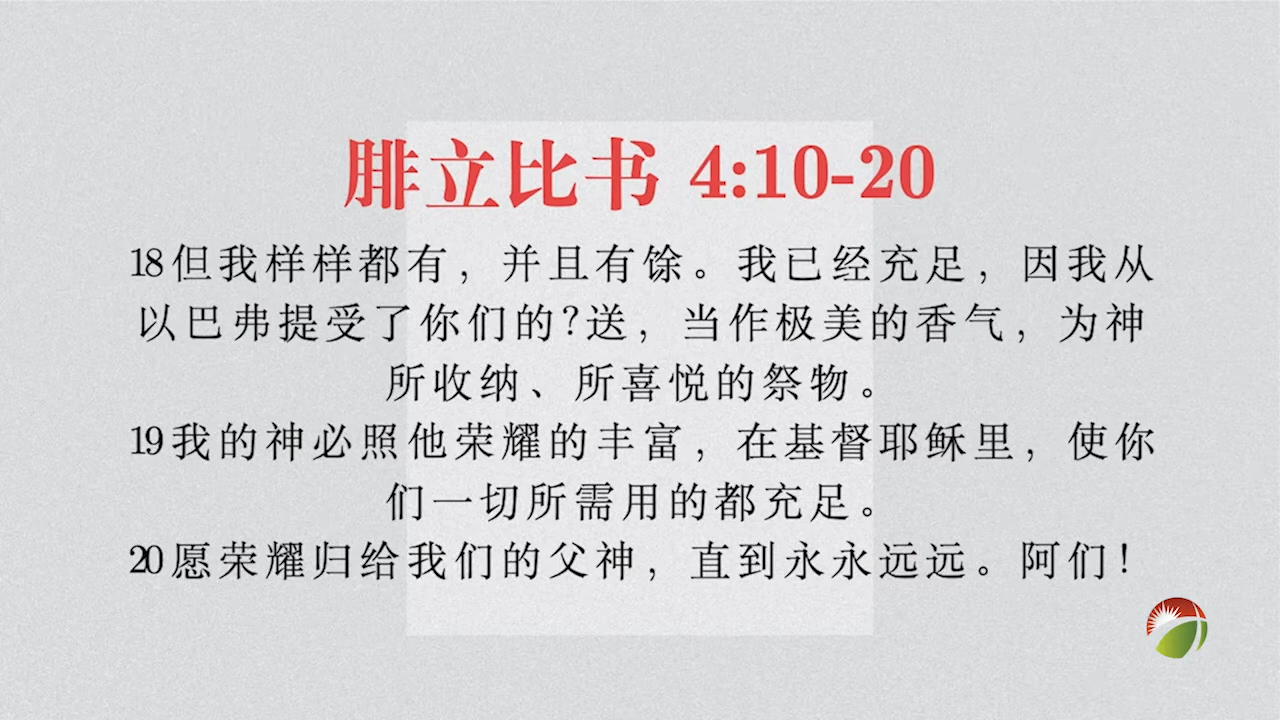 腓立比书 4:10-20
18但我样样都有，并且有馀。我已经充足，因我从
以巴弗提受了你们的?送，当作极美的香气，为神
所收纳、所喜悦的祭物。
19我的神必照他荣耀的丰富，在基督耶稣里，使你
们一切所需用的都充足。
20愿荣耀归给我们的父神，直到永永远远。阿们！